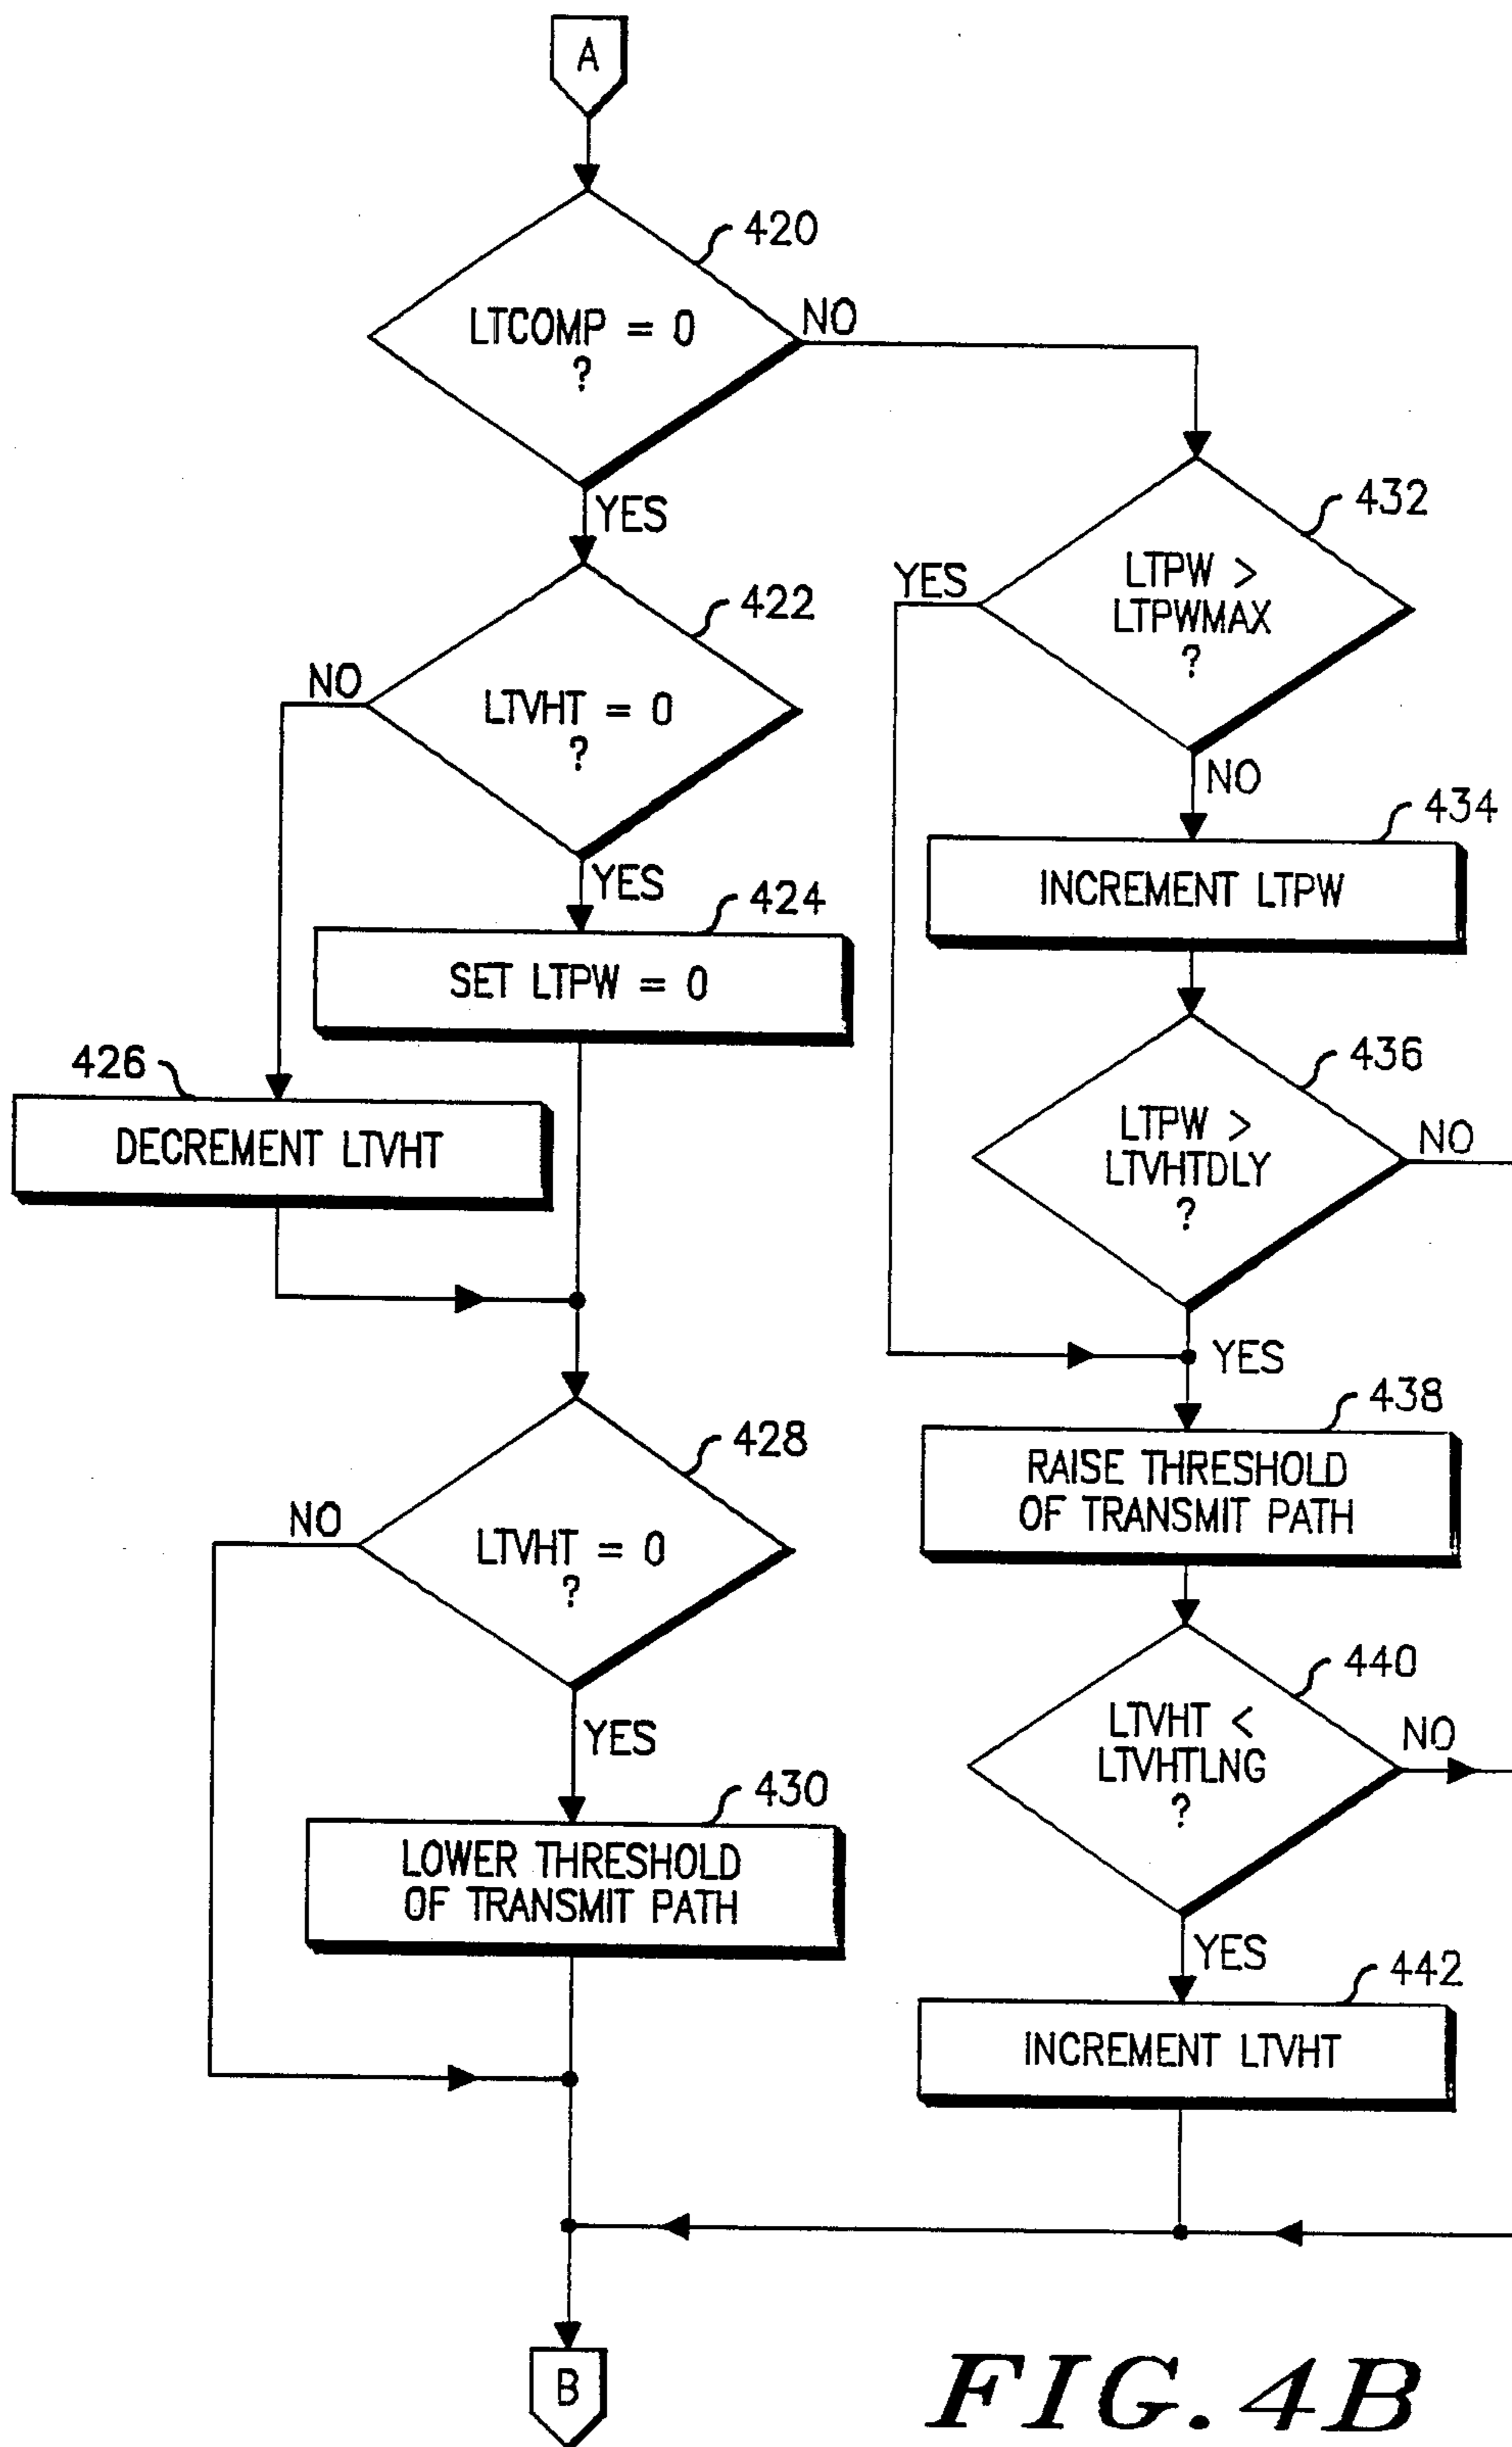 A
420
LTCOMP = 0
?
NO
YES
422
LTVHT = 0
?
NO
YES
424
SET LTPW = 0
426
DECREMENT LTVHT
428
LTVHT = 0
?
NO
YES
430
LOWER THRESHOLD
OF TRANSMIT PATH
432
LTPW >
LTPWMAX
?
YES
NO
434
INCREMENT LTPW
436
LTPW >
LTVHTDLY
?
NO
YES
438
RAISE THRESHOLD
OF TRANSMIT PATH
440
LTVHT <
LTVHTLNG
?
NO
YES
442
INCREMENT LTVHT
B
FIG. 4B